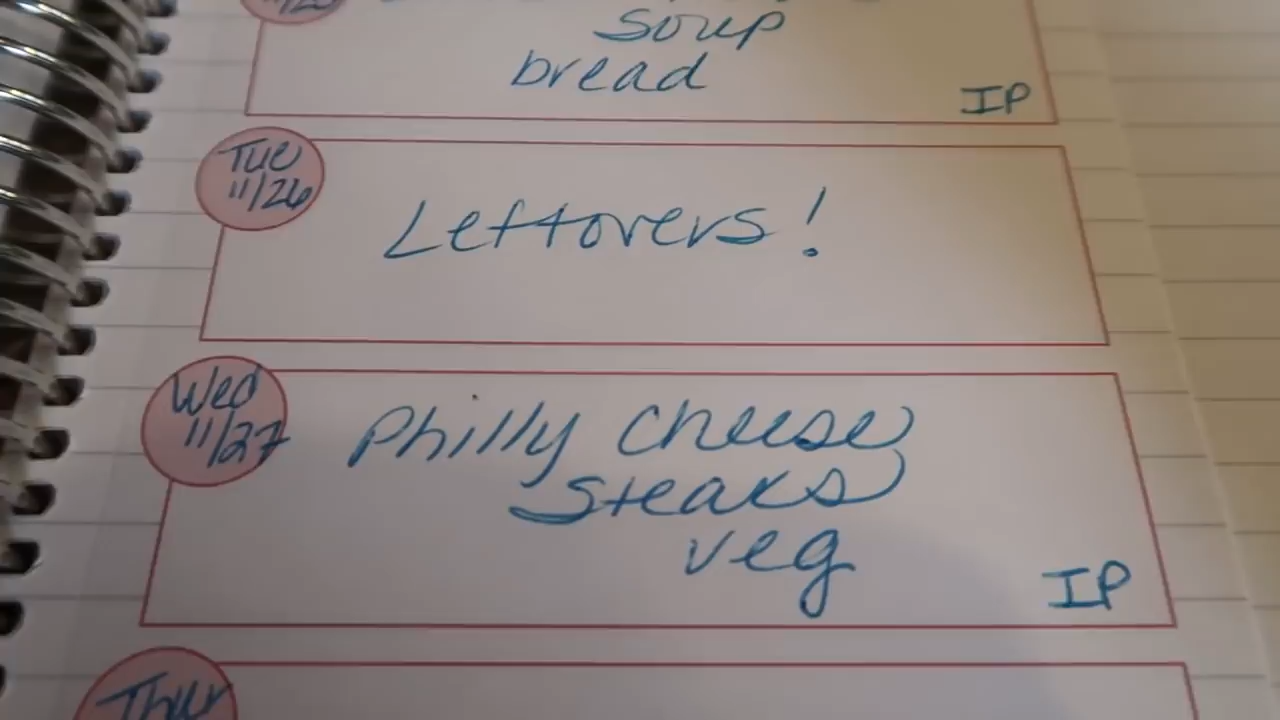 Soup
bread
IP
Tue
11/26
Leftovers!
Wed
11/27
Philly Cheese
Steaks
veg
IP
Thur